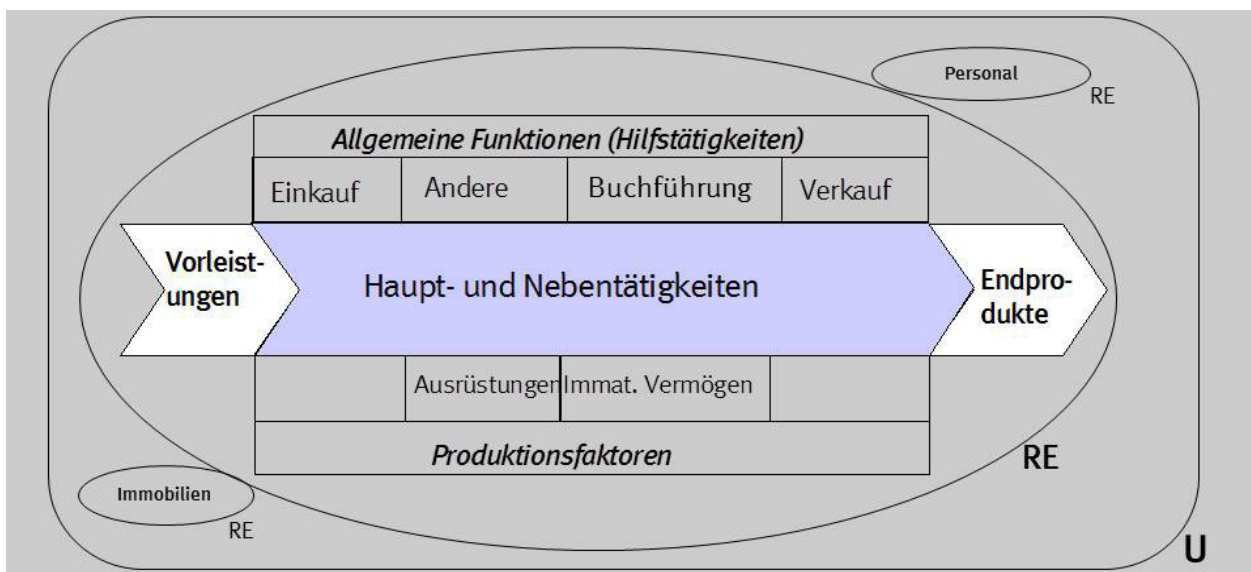 Personal
RE
Allgemeine Funktionen (Hilfstätigkeiten)
Einkauf
Andere
Buchführung
Verkauf
Vorleist-
ungen
Haupt- und Nebentätigkeiten
Endpro-
dukte
Ausrüstungen
Immat. Vermögen
Produktionsfaktoren
RE
Immobilien
RE
U